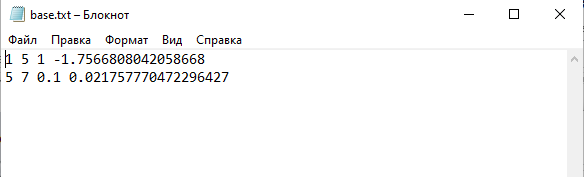 base.txt – Блокнот
Файл Правка Формат Вид Справка
1 5 1 -1.7566808042058668
5 7 0.1 0.021757770472296427